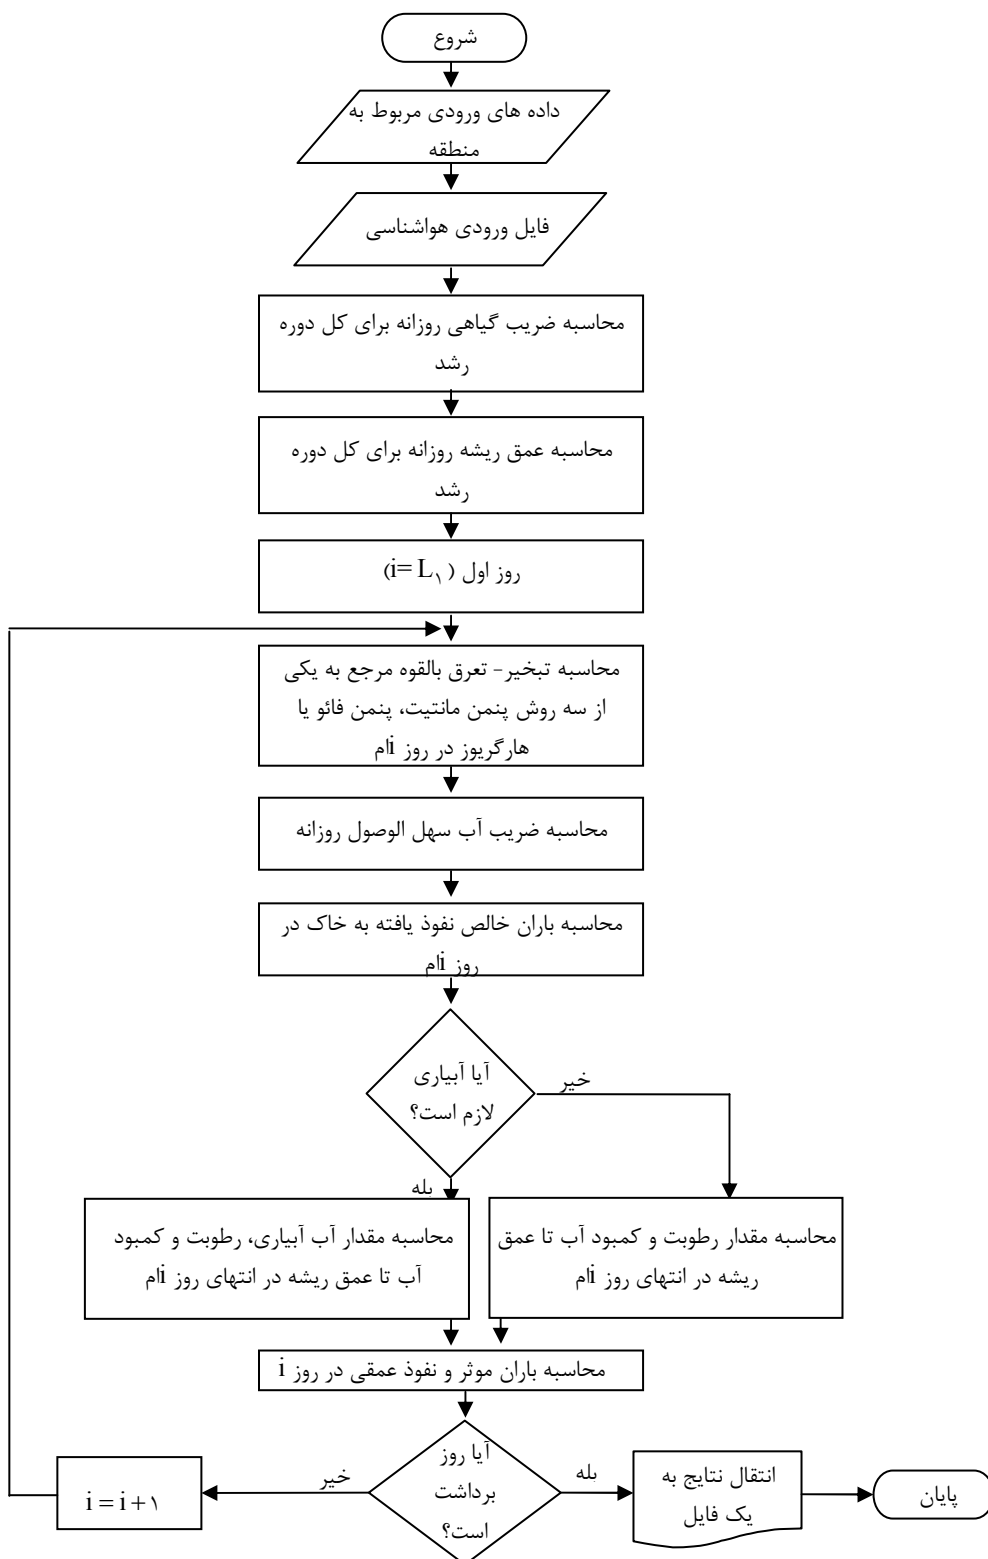 شروع
داده های ورودی مربوط به
منطقه
فایل ورودی هواشناسی
محاسبه ضریب گیاهی روزانه برای کل دوره
رشد
محاسبه عمق ریشه روزانه برای کل دوره
رشد
روز اول (i= L۱)
محاسبه تبخیر- تعرق بالقوه مرجع به یکی
از سه روش پنمن مانتیت، پنمن فائو یا
هارگریوز در روز iام
محاسبه ضریب آب سهل الوصول روزانه
محاسبه باران خالص نفوذ یافته به خاک در
روز iام
آیا آبیاری
لازم است؟
خیر
بله
محاسبه مقدار رطوبت و کمبود آب تا عمق
ریشه در انتهای روز iام
محاسبه مقدار آب آبیاری، رطوبت و کمبود
آب تا عمق ریشه در انتهای روز iام
محاسبه باران موثر و نفوذ عمقی در روز i
آیا روز
برداشت
است؟
خیر
i = i + ۱
بله
انتقال نتایج به
یک فایل
پایان